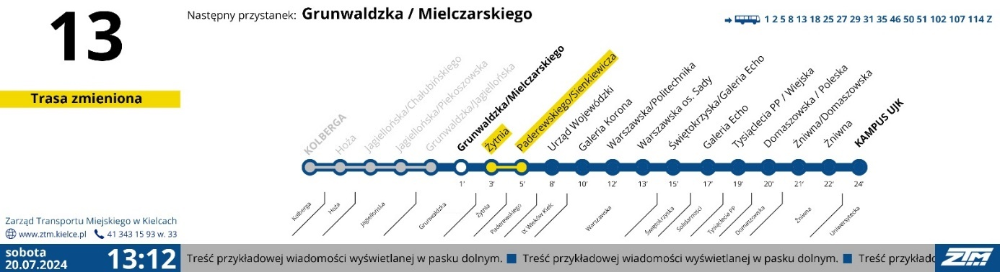 13
Trasa zmieniona
Następny przystanek: Grunwaldzka / Mielczarskiego
1 2 5 8 13 18 25 27 29 31 35 46 50 51 102 107 114 Z
KOLBERGA
Hoża
Jagiellońska/Chałubińskiego
Jagiellońska/Piekoszowska
Grunwaldzka/Jagiellońska
Grunwaldzka/Mielczarskiego
Żytnia
Paderewskiego/Sienkiewicza
Urząd Wojewódzki
Galeria Korona
Warszawska/Politechnika
Warszawska os. Sady
Świętokrzyska/Galeria Echo
Galeria Echo
Tysiąclecia PP / Wiejska
Domaszowska / Poleska
Żniwna/Domaszowska
Żniwna
KAMPUS UJK
1' 3' 5' 8' 10' 12' 13' 15' 17' 19' 20' 21' 22' 24'
Kolberga
Hoża
Jagiellońska
Grunwaldzka
Żytnia
Paderewskiego
IX Wieków Kielc
Warszawska
Świętokrzyska
Solidarności
Tysiąclecia PP
Domaszowska
Żniwna
Uniwersytecka
Zarząd Transportu Miejskiego w Kielcach
www.ztm.kielce.pl 41 343 15 93 w. 33
sobota
20.07.2024
13:12
Treść przykładowej wiadomości wyświetlanej w pasku dolnym. Treść przykładowej wiadomości wyświetlanej w pasku dolnym. Treść przykłado
ZTM